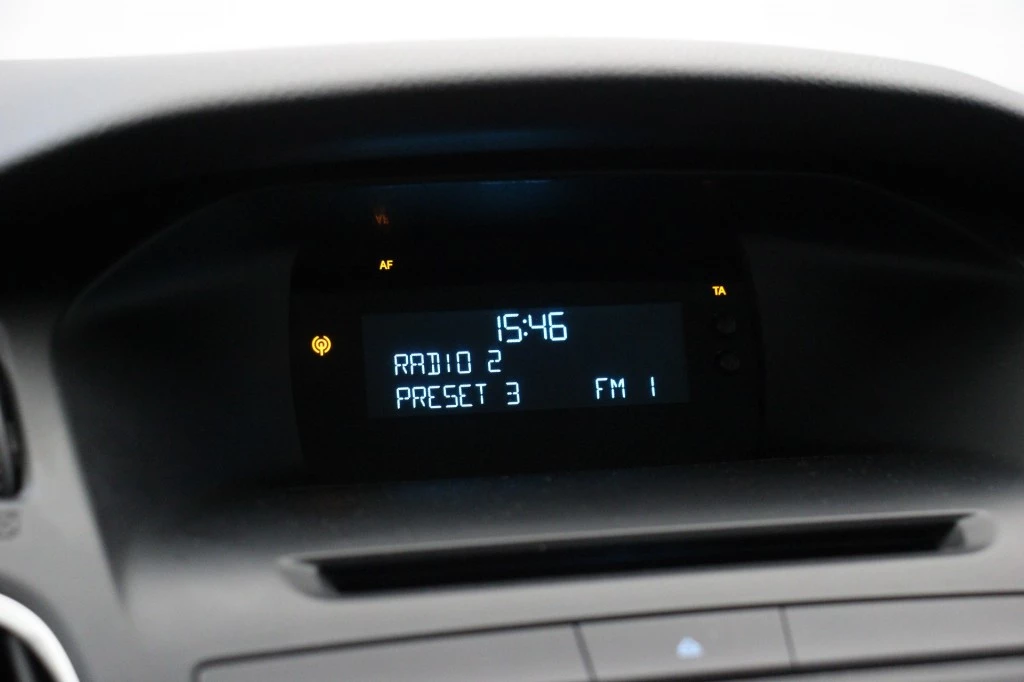 AF
TA
15:46
RADIO 2
PRESET 3 FM 1